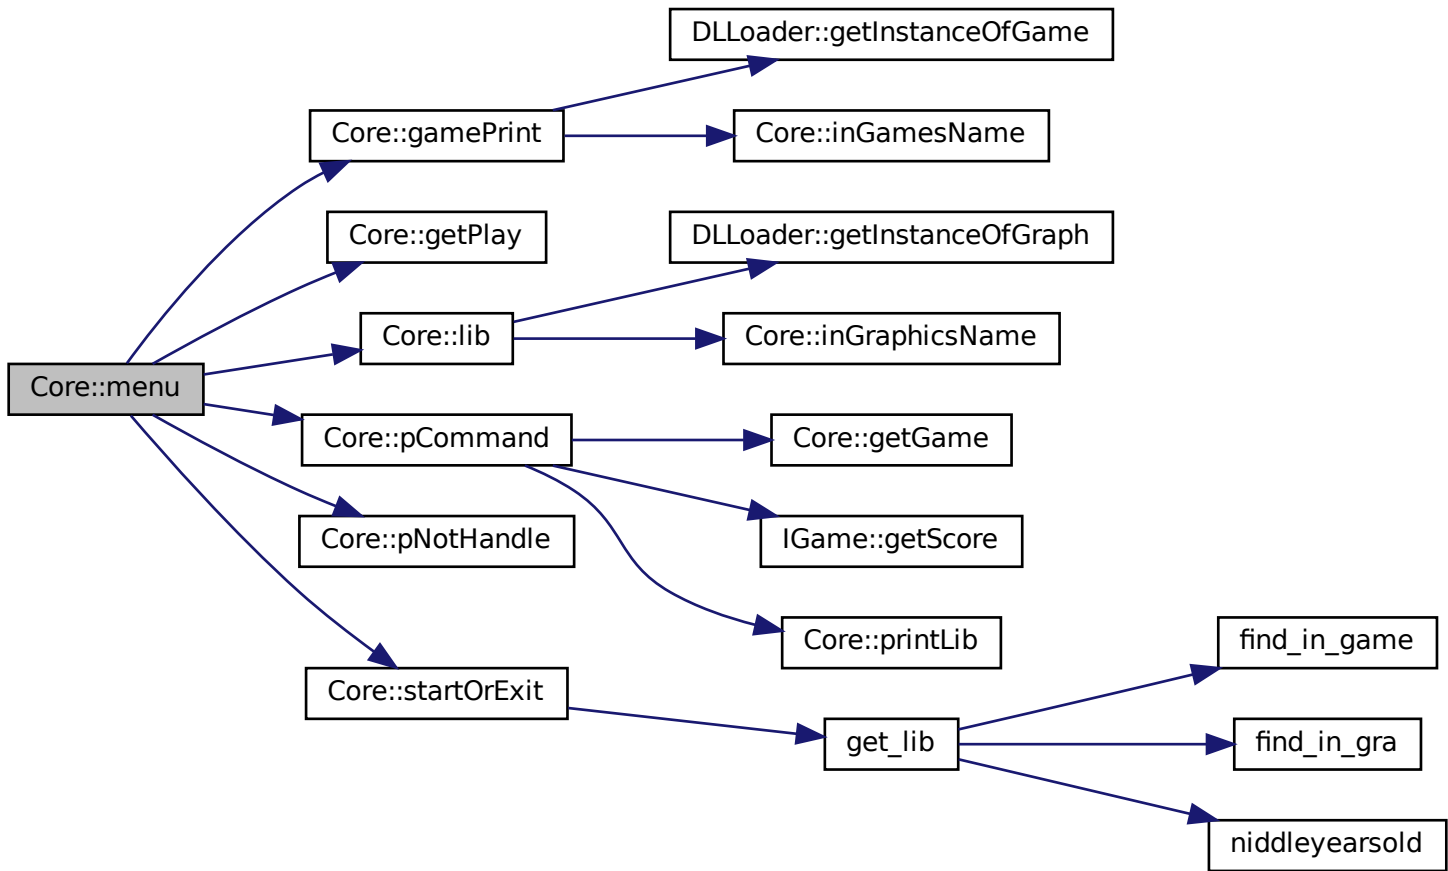 DLLoader::getInstanceOfGame
Core::gamePrint
Core::inGamesName
Core::getPlay
DLLoader::getInstanceOfGraph
Core::lib
Core::inGraphicsName
Core::menu
Core::pCommand
Core::getGame
Core::pNotHandle
IGame::getScore
Core::printLib
find_in_game
Core::startOrExit
get_lib
find_in_gra
niddleyearsold